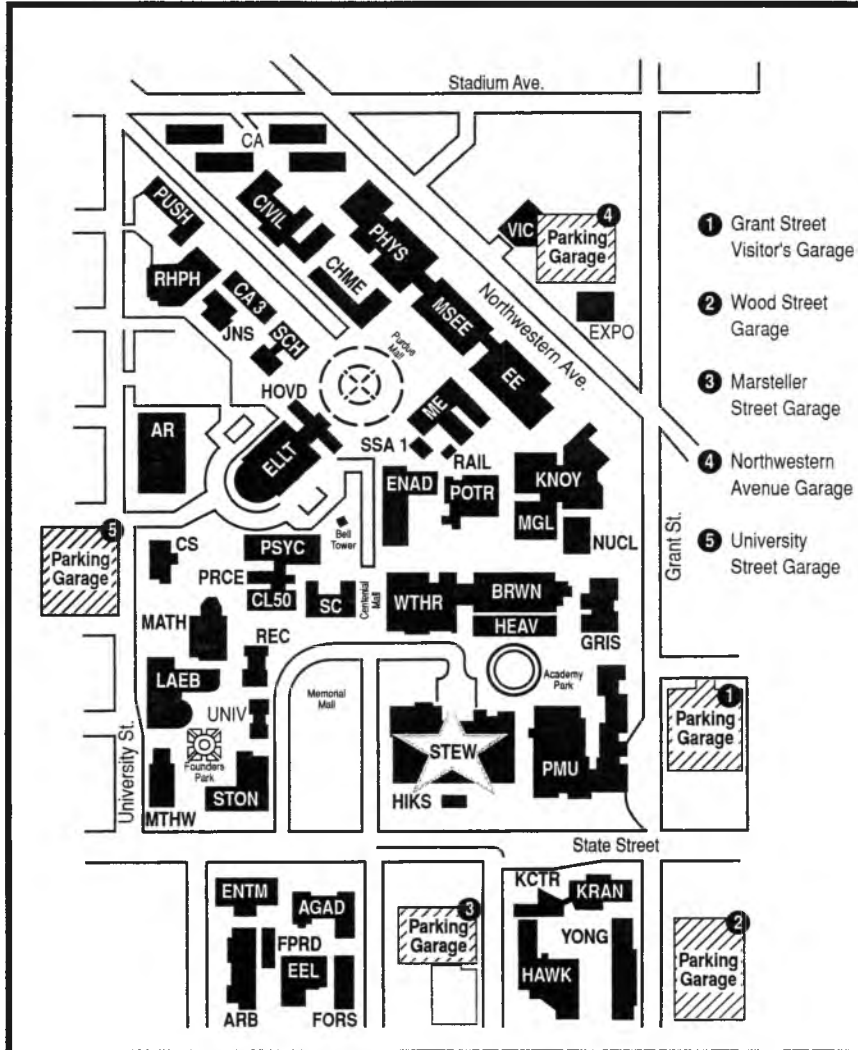 Stadium Ave.
CA
PUSH
CIVIL
PHYS
VIC
4
Parking
Garage
RHPH
CA 3
CHME
MSEE
Northwestern Ave.
EXPO
JNS
SCH
Purdue
Mall
EE
HOVD
ME
AR
ELLT
SSA 1
RAIL
ENAD
POTR
KNOY
MGL
NUCL
Grant St.
5
Parking
Garage
CS
PSYC
Bell
Tower
PRCE
CL50
SC
Centenial
Mall
WTHR
BRWN
HEAV
GRIS
MATH
REC
LAEB
UNIV
Memorial
Mall
Academy
Park
1
Parking
Garage
University St.
Founders
Park
STEW
PMU
MTHW
STON
HIKS
State Street
ENTM
AGAD
FPRD
EEL
ARB
FORS
3
Parking
Garage
KCTR
KRAN
YONG
HAWK
2
Parking
Garage
1 Grant Street
Visitor's Garage
2 Wood Street
Garage
3 Marsteller
Street Garage
4 Northwestern
Avenue Garage
5 University
Street Garage